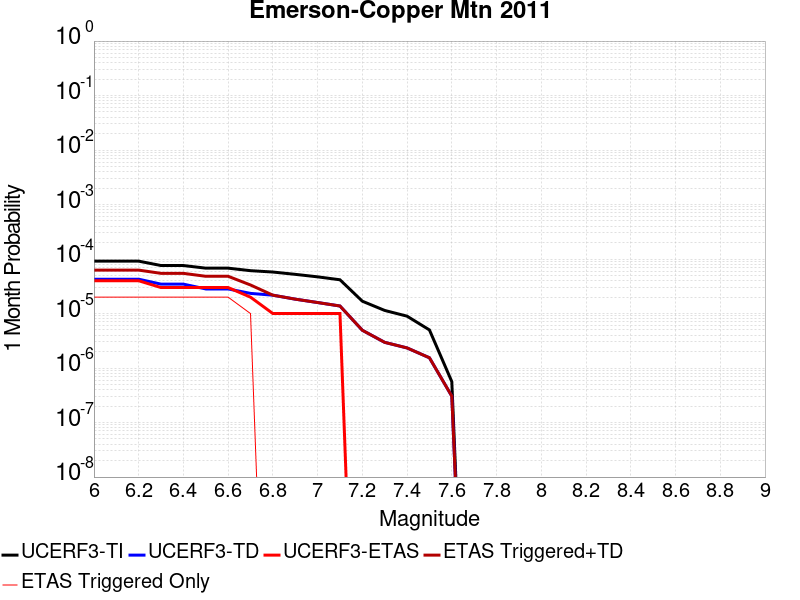 Emerson-Copper Mtn 2011
1 Month Probability
10^0
10^-1
10^-2
10^-3
10^-4
10^-5
10^-6
10^-7
10^-8
6 6.2 6.4 6.6 6.8 7 7.2 7.4 7.6 7.8 8 8.2 8.4 8.6 8.8 9
Magnitude
UCERF3-TI UCERF3-TD UCERF3-ETAS ETAS Triggered+TD
ETAS Triggered Only